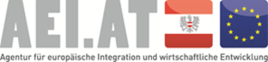 AEI.AT
Agentur für europäische Integration und wirtschaftliche Entwicklung